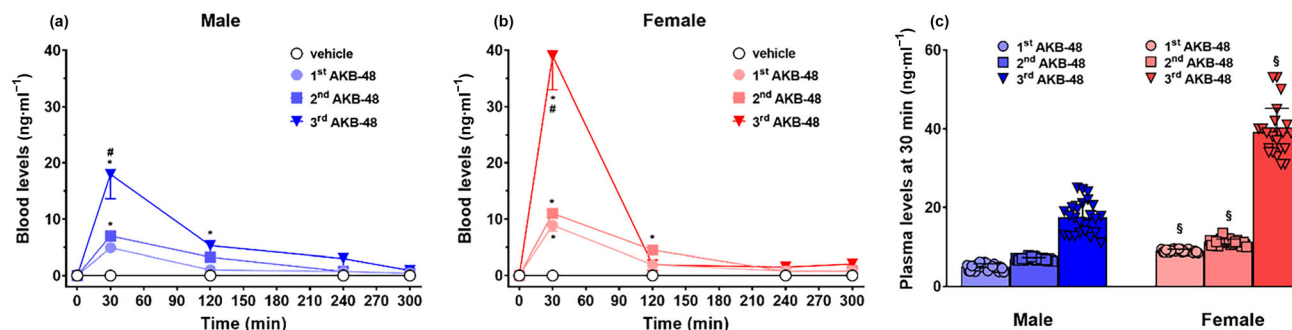 (a) Male
Blood levels (ng·ml⁻¹)
50
40
30
20
10
0
vehicle
1st AKB-48
2nd AKB-48
3rd AKB-48
#
*
*
*
0 30 60 90 120 150 180 210 240 270 300
Time (min)
(b) Female
Blood levels (ng·ml⁻¹)
40
30
20
10
0
vehicle
1st AKB-48
2nd AKB-48
3rd AKB-48
*
#
*
*
0 30 60 90 120 150 180 210 240 270 300
Time (min)
(c)
Plasma levels at 30 min (ng·ml⁻¹)
60
40
20
0
1st AKB-48 1st AKB-48
2nd AKB-48 2nd AKB-48
3rd AKB-48 3rd AKB-48
§
§
§
Male Female